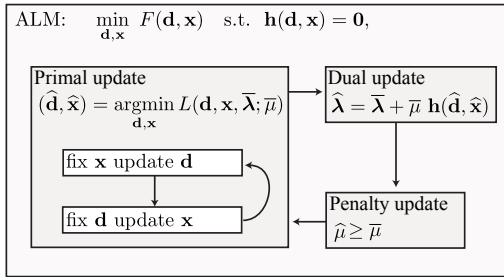 ALM: min F(d, x) s.t. h(d, x) = 0,
d,x
Primal update
(d̂, x̂) = argmin L(d, x, λ̄; μ̄)
d,x
fix x update d
fix d update x
Dual update
λ̂ = λ̄ + μ̄ h(d̂, x̂)
Penalty update
μ̂ ≥ μ̄